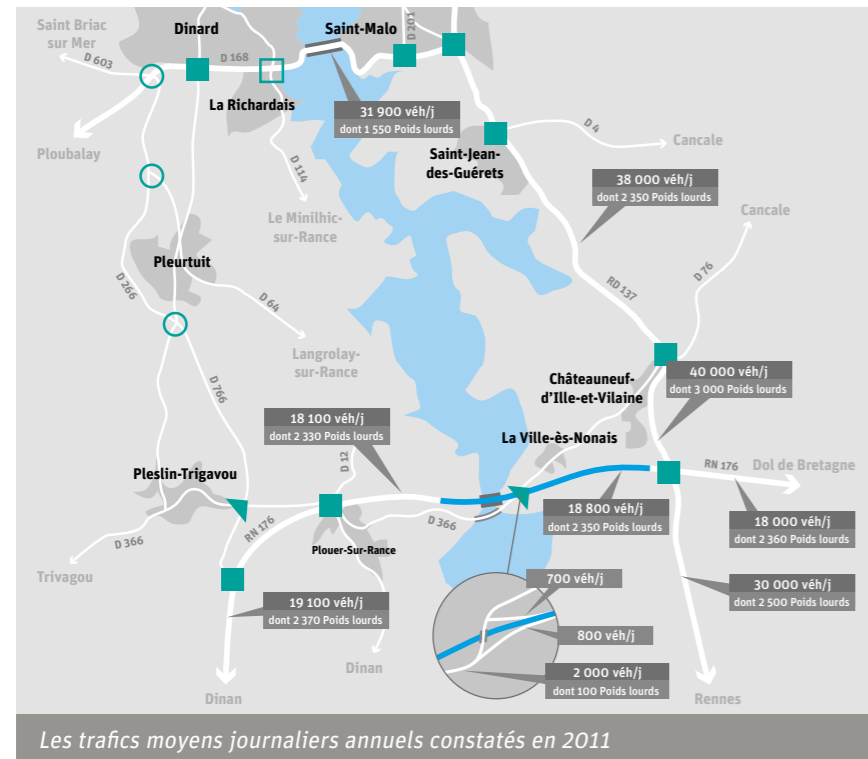 Saint Briac
sur Mer
Dinard
Saint-Malo
D 201
D 603
D 168
La Richardais
31 900 véh/j
dont 1 550 Poids lourds
Ploubalay
D 114
Saint-Jean-
des-Guérets
D 4
Cancale
38 000 véh/j
dont 2 350 Poids lourds
Cancale
Le Minilhic-
sur-Rance
Pleurtuit
D 266
D 64
RD 137
D 76
Langrolay-
sur-Rance
D 766
Châteauneuf-
d'Ille-et-Vilaine
40 000 véh/j
dont 3 000 Poids lourds
18 100 véh/j
dont 2 330 Poids lourds
La Ville-ès-Nonais
D 12
Pleslin-Trigavou
RN 176
Dol de Bretagne
D 366
RN 176
D 366
Plouer-Sur-Rance
18 800 véh/j
dont 2 350 Poids lourds
18 000 véh/j
dont 2 360 Poids lourds
Trivagou
700 véh/j
30 000 véh/j
dont 2 500 Poids lourds
19 100 véh/j
dont 2 370 Poids lourds
800 véh/j
2 000 véh/j
dont 100 Poids lourds
Dinan
Dinan
Rennes
Les trafics moyens journaliers annuels constatés en 2011